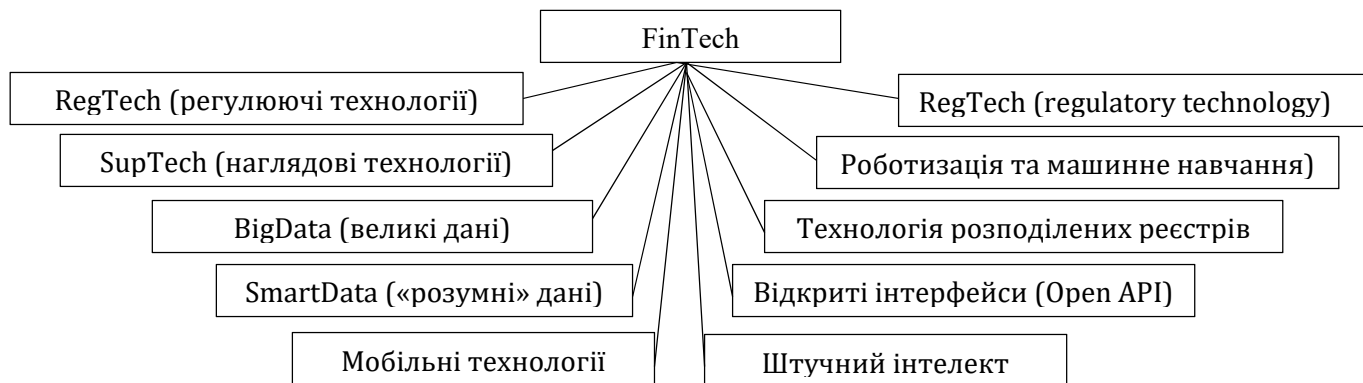 FinTech
RegTech (регулюючі технології)
RegTech (regulatory technology)
SupTech (наглядові технології)
Роботизація та машинне навчання)
BigData (великі дані)
Технологія розподілених реєстрів
SmartData («розумні» дані)
Відкриті інтерфейси (Open API)
Мобільні технології
Штучний інтелект